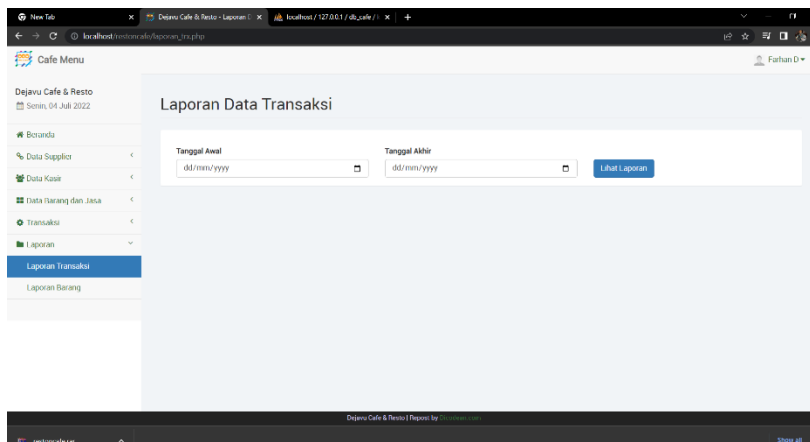 New Tab
Dejavu Cafe & Resto - Laporan D
localhost / 127.0.0.1 / db_cafe / l
localhost/restorancafe/laporan_trx.php
Cafe Menu
Farhan D
Dejavu Cafe & Resto
Senin, 04 Juli 2022
Laporan Data Transaksi
Beranda
Data Supplier
Data Kasir
Data Barang dan Jasa
Transaksi
Laporan
Laporan Transaksi
Laporan Barang
Tanggal Awal
Tanggal Akhir
dd/mm/yyyy
dd/mm/yyyy
Lihat Laporan
Dejavu Cafe & Resto | Repost by
Show all